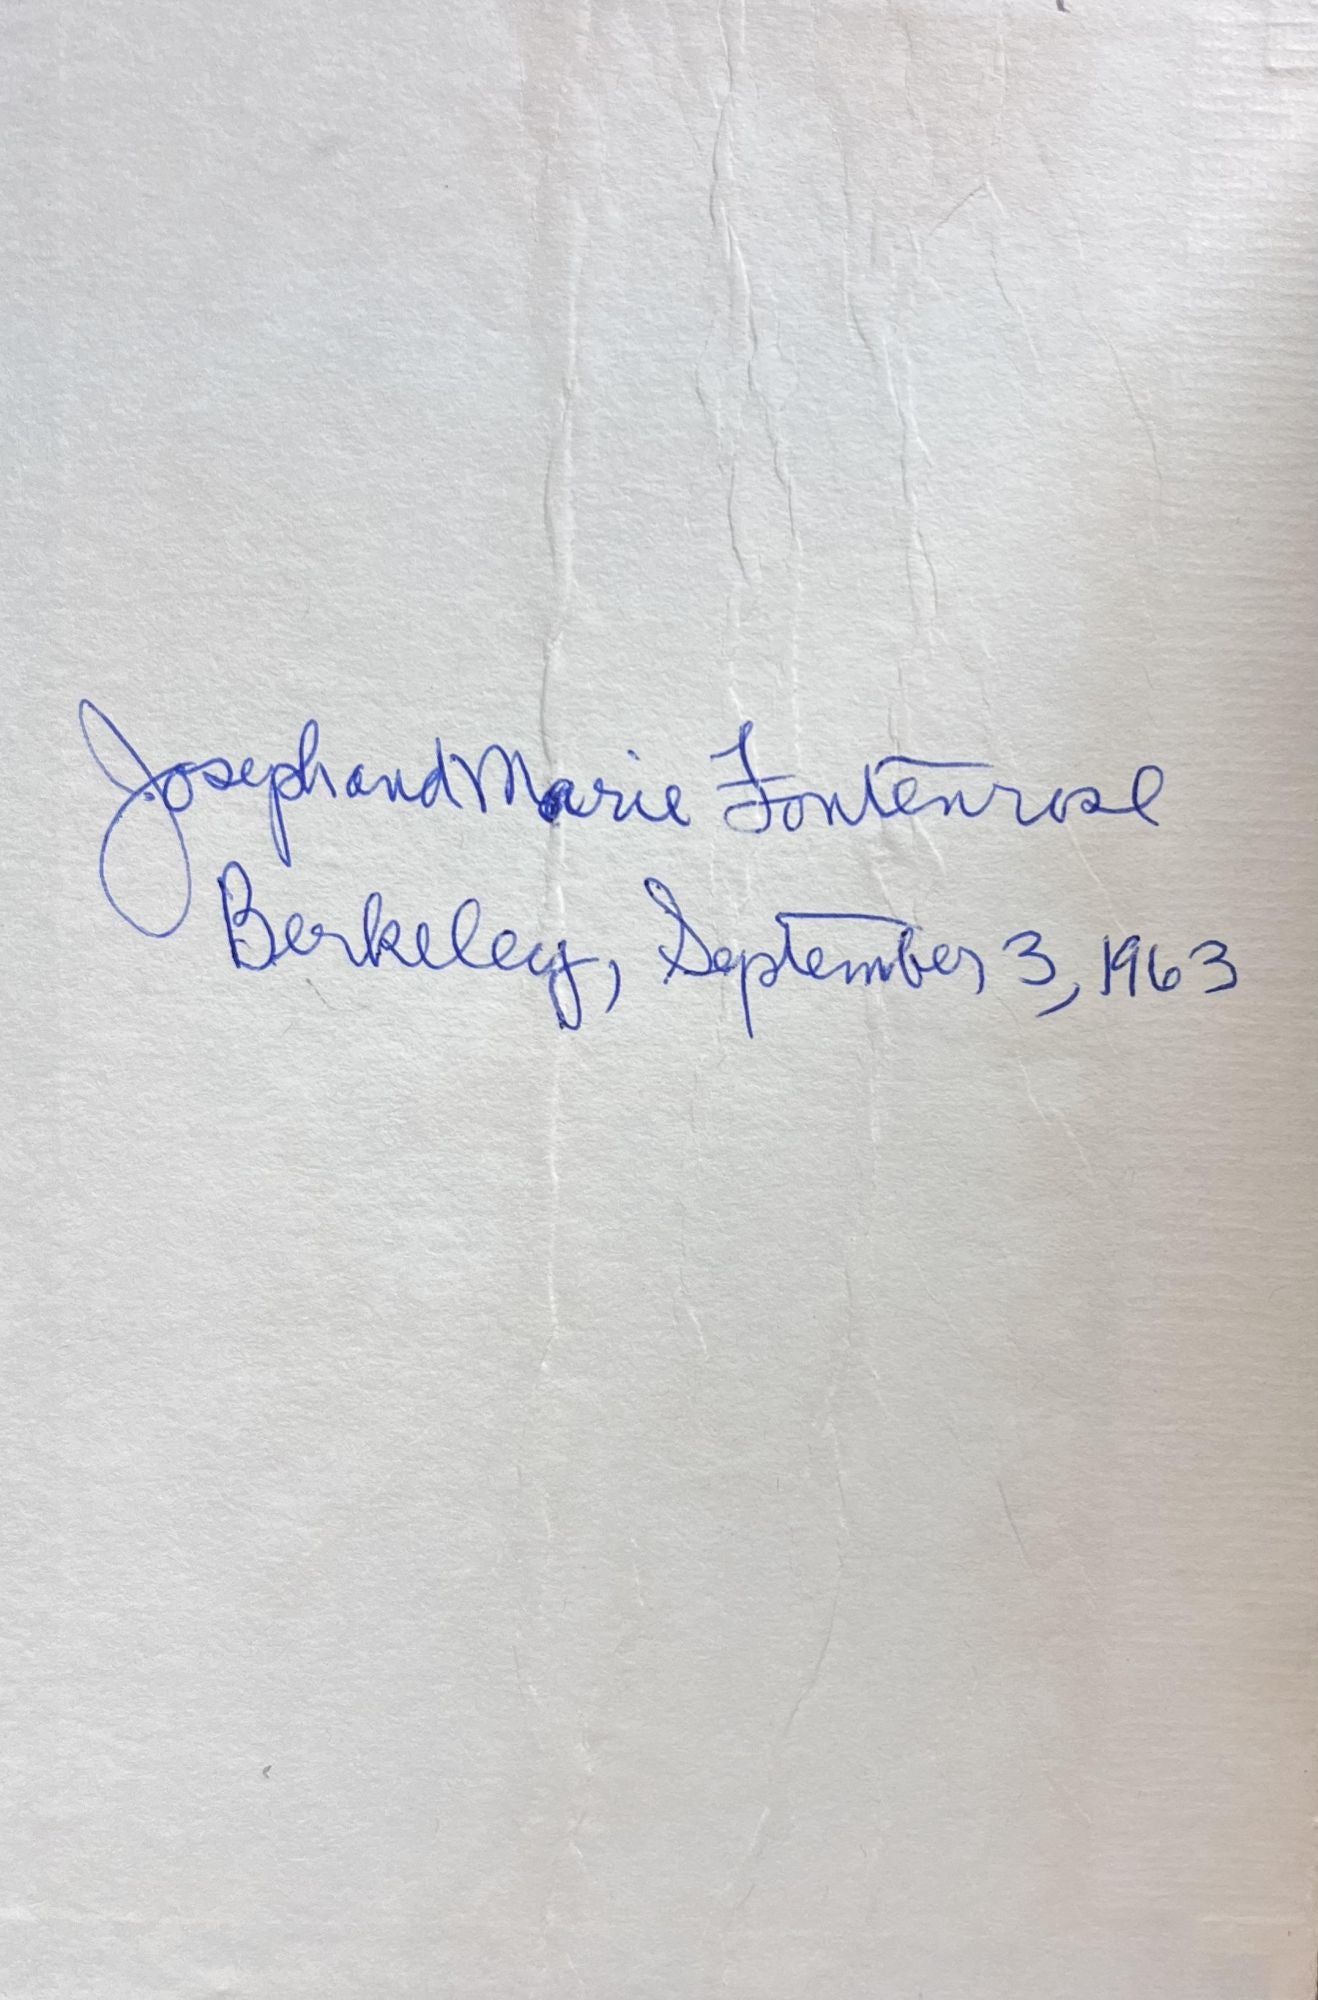 Joseph and Marie Fontenrose
Berkeley, September 3, 1963